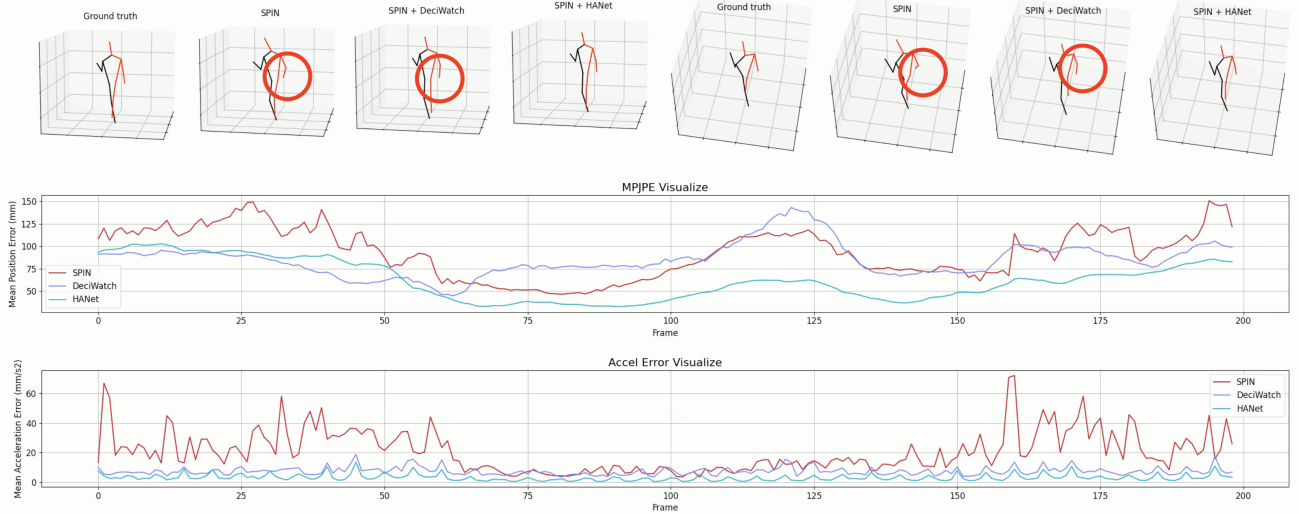 Ground truth
SPIN
SPIN + DeciWatch
SPIN + HANet
Ground truth
SPIN
SPIN + DeciWatch
SPIN + HANet
MPJPE Visualize
Mean Position Error (mm)
150
125
100
75
50
SPIN
DeciWatch
HANet
0
25
50
75
100
125
150
175
200
Frame
Accel Error Visualize
Mean Acceleration Error (mm/s2)
60
40
20
0
SPIN
DeciWatch
HANet
0
25
50
75
100
125
150
175
200
Frame